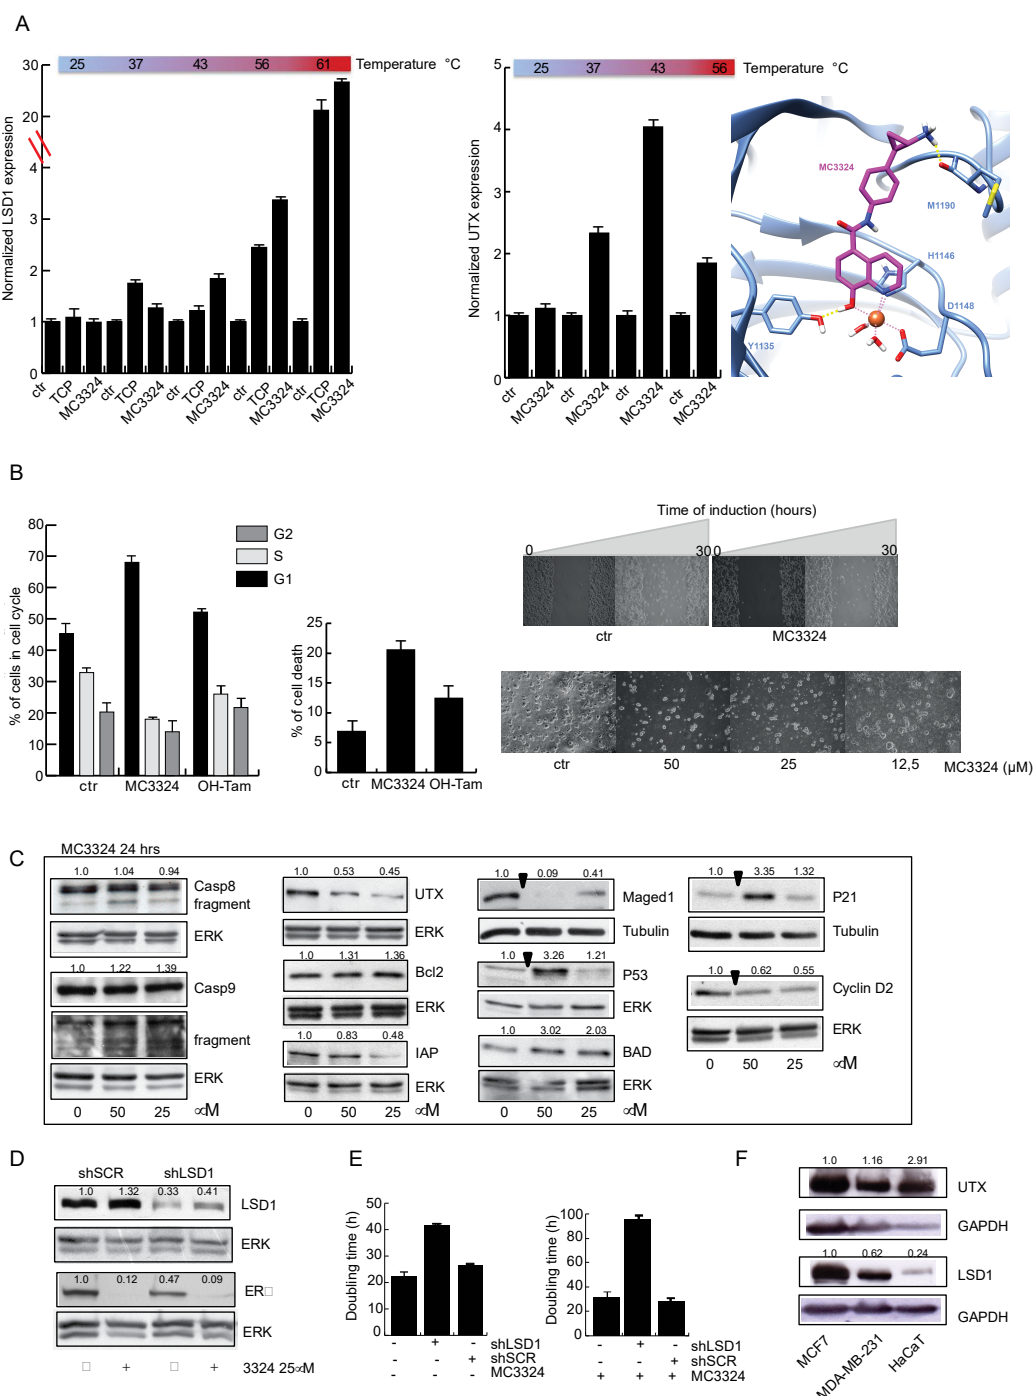 A
25 37 43 56 61 Temperature °C
30
20
4
3
2
1
0
Normalized LSD1 expression
ctr TCP MC3324 ctr TCP MC3324 ctr TCP MC3324 ctr TCP MC3324 ctr TCP MC3324
25 37 43 56 Temperature °C
5
4
3
2
1
0
Normalized UTX expression
ctr MC3324 ctr MC3324 ctr MC3324 ctr MC3324
MC3324
M1190
H1146
D1148
Y1135
B
80
70
60
50
40
30
20
10
0
% of cells in cell cycle
G2
S
G1
ctr MC3324 OH-Tam
25
20
15
10
5
0
% of cell death
ctr MC3324 OH-Tam
Time of induction (hours)
0 30 0 30
ctr MC3324
ctr 50 25 12,5 MC3324 (µM)
C
MC3324 24 hrs
1.0 1.04 0.94
Casp8
fragment
ERK
1.0 1.22 1.39
Casp9
fragment
ERK
0 50 25 ∝M
1.0 0.53 0.45
UTX
ERK
1.0 1.31 1.36
Bcl2
ERK
1.0 0.83 0.48
IAP
ERK
0 50 25 ∝M
1.0 0.09 0.41
Maged1
Tubulin
1.0 3.26 1.21
P53
ERK
1.0 3.02 2.03
BAD
ERK
0 50 25 ∝M
1.0 3.35 1.32
P21
Tubulin
1.0 0.62 0.55
Cyclin D2
ERK
0 50 25 ∝M
D
shSCR shLSD1
1.0 1.32 0.33 0.41
LSD1
ERK
1.0 0.12 0.47 0.09
ER□
ERK
□ + □ + 3324 25∝M
E
50
40
30
20
10
0
Doubling time (h)
- + - shLSD1
- - + shSCR
- - - MC3324
100
80
60
40
20
0
Doubling time (h)
- + - shLSD1
- - + shSCR
+ + + MC3324
F
1.0 1.16 2.91
UTX
GAPDH
1.0 0.62 0.24
LSD1
GAPDH
MCF7 MDA-MB-231 HaCaT